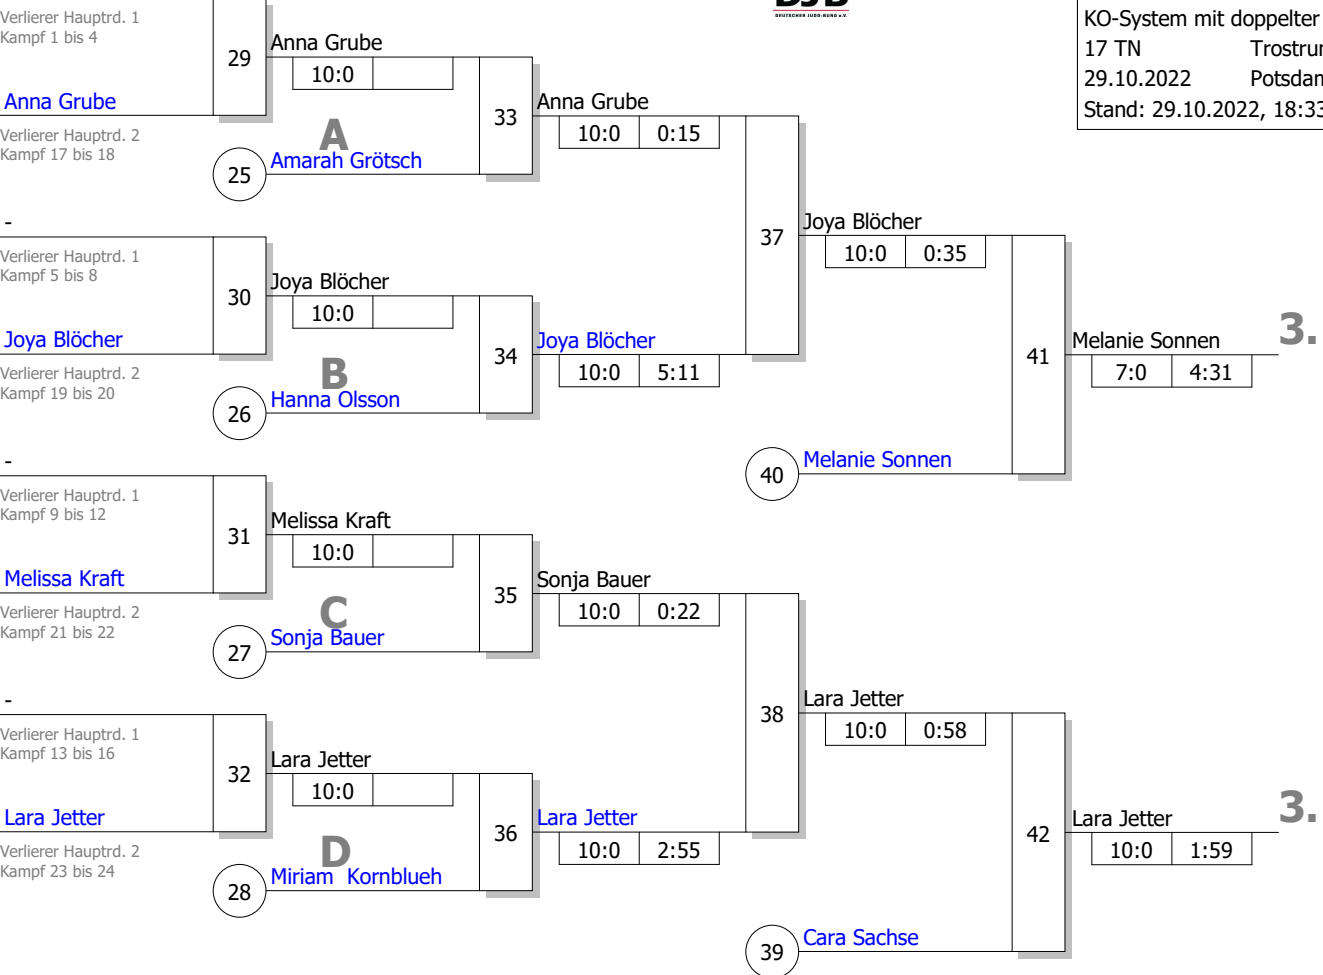 DEUTSCHER JUDO-BUND e.V.
KO-System mit doppelter
17 TN
29.10.2022
Stand: 29.10.2022, 18:33
Verlierer Hauptrd. 1
Kampf 1 bis 4
29
Anna Grube
10:0
Anna Grube
Verlierer Hauptrd. 2
Kampf 17 bis 18
A
25
Amarah Grötsch
33
Anna Grube
10:0 0:15
-
Verlierer Hauptrd. 1
Kampf 5 bis 8
30
Joya Blöcher
10:0
Joya Blöcher
Verlierer Hauptrd. 2
Kampf 19 bis 20
B
26
Hanna Olsson
34
Joya Blöcher
10:0 5:11
37
Joya Blöcher
10:0 0:35
40
Melanie Sonnen
41
Melanie Sonnen
7:0 4:31
3.
-
Verlierer Hauptrd. 1
Kampf 9 bis 12
31
Melissa Kraft
10:0
Melissa Kraft
Verlierer Hauptrd. 2
Kampf 21 bis 22
C
27
Sonja Bauer
35
Sonja Bauer
10:0 0:22
-
Verlierer Hauptrd. 1
Kampf 13 bis 16
32
Lara Jetter
10:0
Lara Jetter
Verlierer Hauptrd. 2
Kampf 23 bis 24
D
28
Miriam Kornblueh
36
Lara Jetter
10:0 2:55
38
Lara Jetter
10:0 0:58
39
Cara Sachse
42
Lara Jetter
10:0 1:59
3.